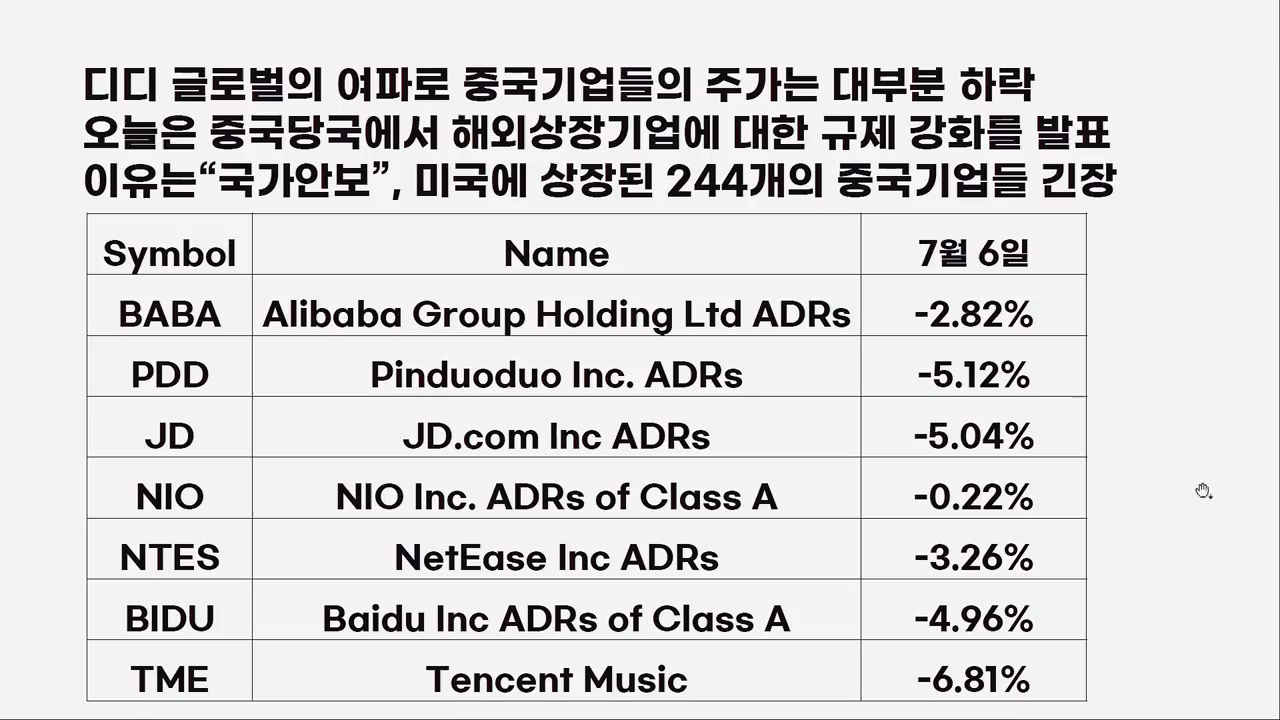 디디 글로벌의 여파로 중국기업들의 주가는 대부분 하락
오늘은 중국당국에서 해외상장기업에 대한 규제 강화를 발표
이유는“국가안보”, 미국에 상장된 244개의 중국기업들 긴장
Symbol Name 7월 6일
BABA Alibaba Group Holding Ltd ADRs -2.82%
PDD Pinduoduo Inc. ADRs -5.12%
JD JD.com Inc ADRs -5.04%
NIO NIO Inc. ADRs of Class A -0.22%
NTES NetEase Inc ADRs -3.26%
BIDU Baidu Inc ADRs of Class A -4.96%
TME Tencent Music -6.81%